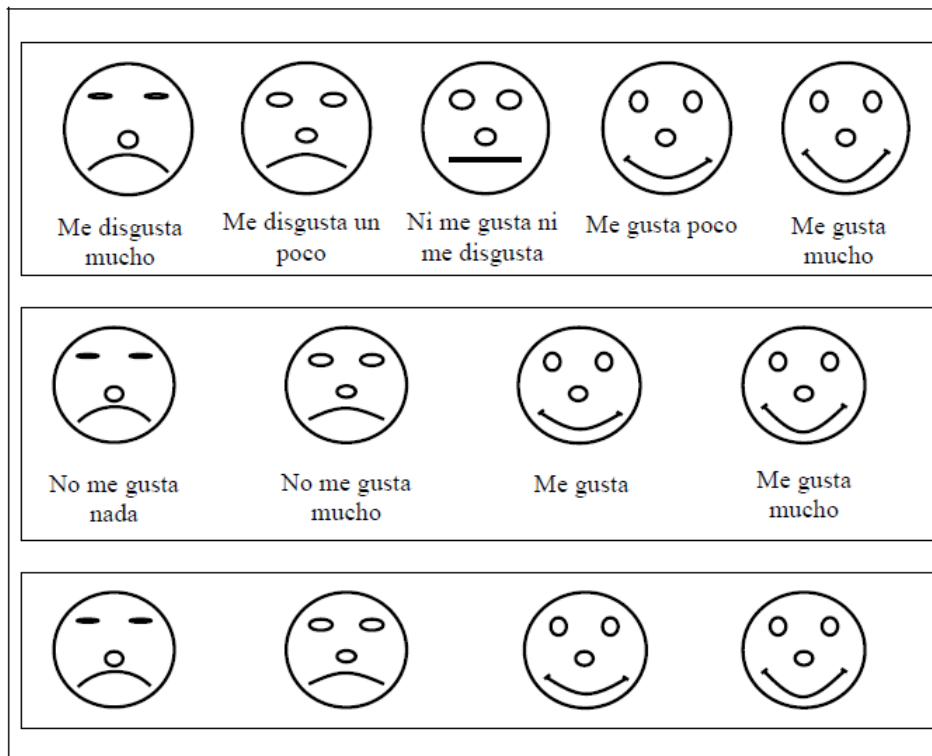 Me disgusta
mucho
Me disgusta un
poco
Ni me gusta ni
me disgusta
Me gusta poco
Me gusta
mucho
No me gusta
nada
No me gusta
mucho
Me gusta
Me gusta
mucho